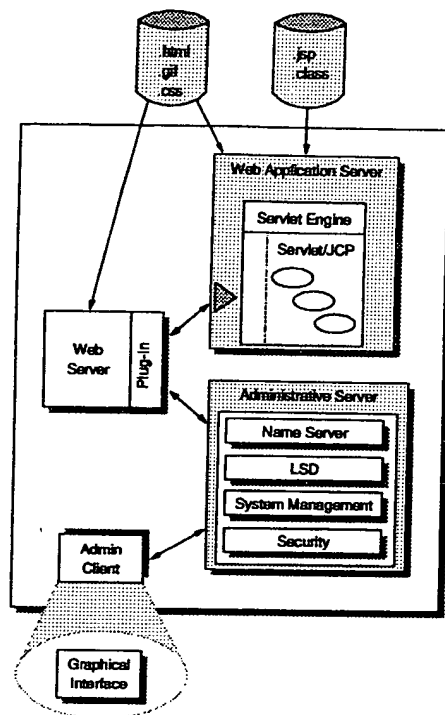 .html
.gif
.css
.jsp
.class
Web Application Server
Servlet Engine
Servlet/JCP
Web
Server
Plug-In
Administrative Server
Name Server
LSD
System Management
Security
Admin
Client
Graphical
Interface